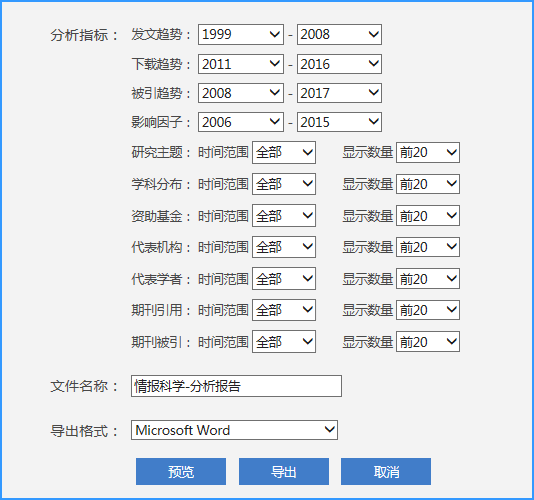 分析指标： 发文趋势： 1999 - 2008
下载趋势： 2011 - 2016
被引趋势： 2008 - 2017
影响因子： 2006 - 2015
研究主题： 时间范围 全部 显示数量 前20
学科分布： 时间范围 全部 显示数量 前20
资助基金： 时间范围 全部 显示数量 前20
代表机构： 时间范围 全部 显示数量 前20
代表学者： 时间范围 全部 显示数量 前20
期刊引用： 时间范围 全部 显示数量 前20
期刊被引： 时间范围 全部 显示数量 前20
文件名称： 情报科学-分析报告
导出格式： Microsoft Word
预览 导出 取消